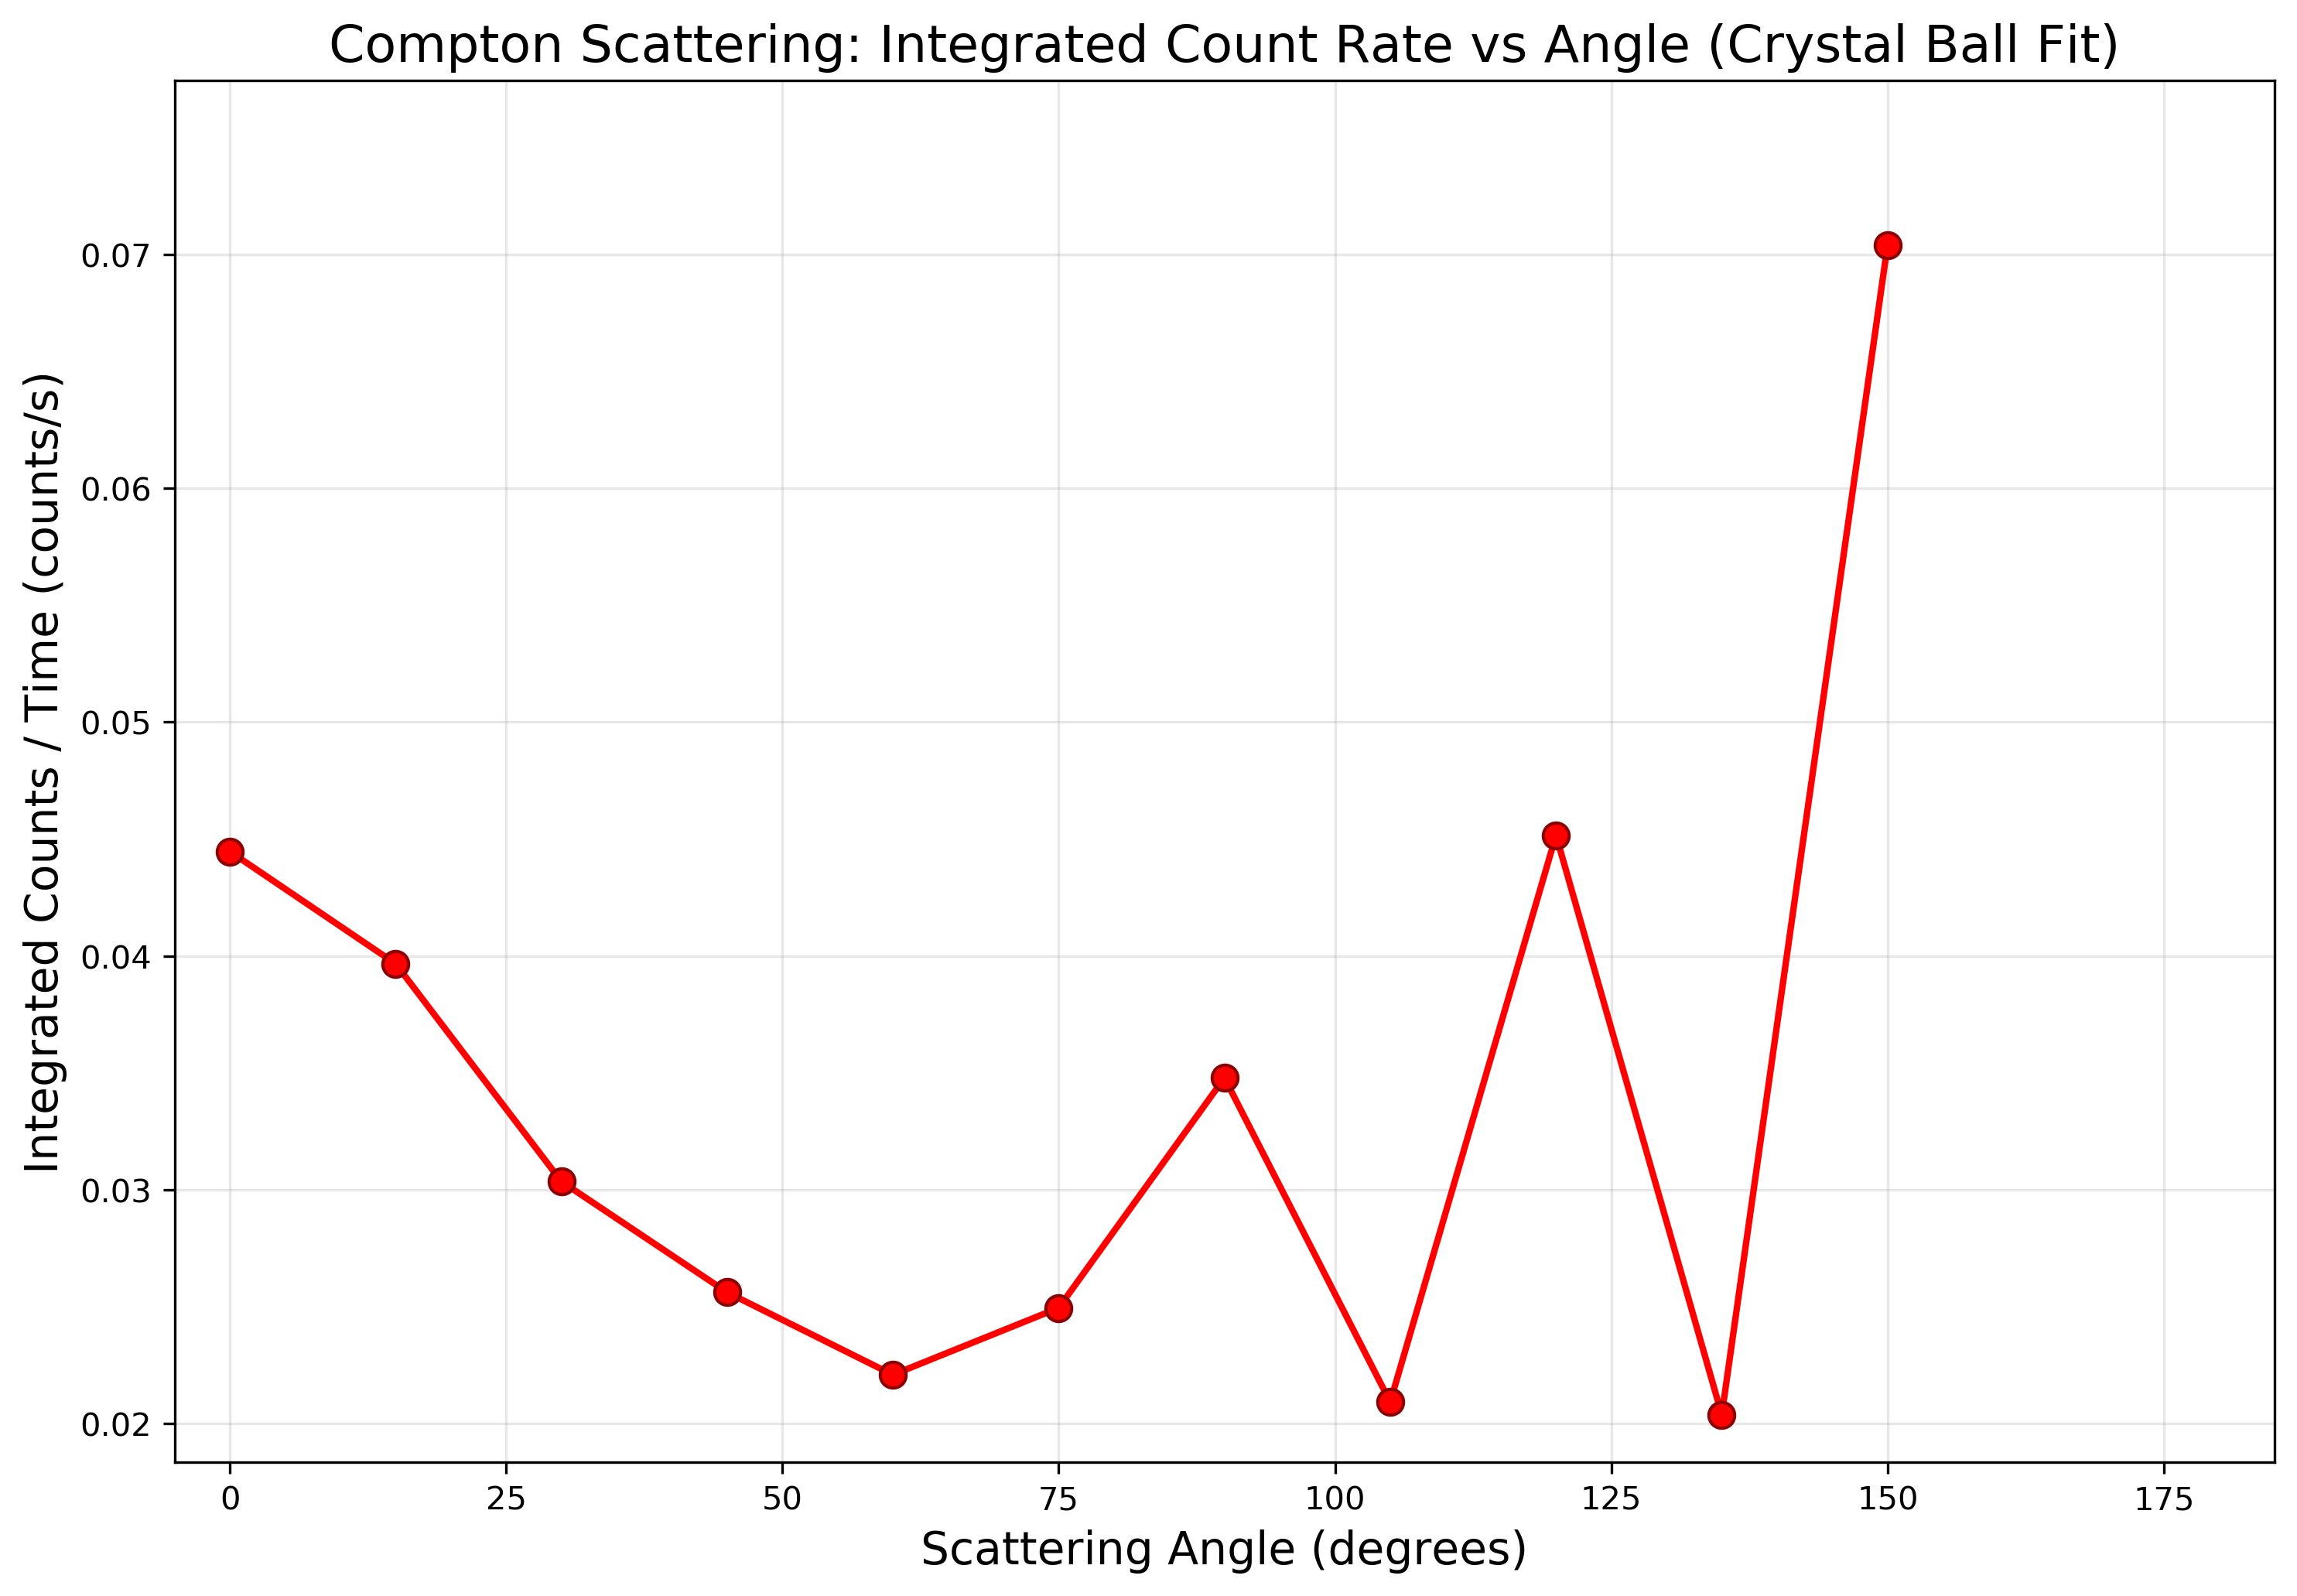 Compton Scattering: Integrated Count Rate vs Angle (Crystal Ball Fit)
Integrated Counts / Time (counts/s)
0.07
0.06
0.05
0.04
0.03
0.02
0 25 50 75 100 125 150 175
Scattering Angle (degrees)